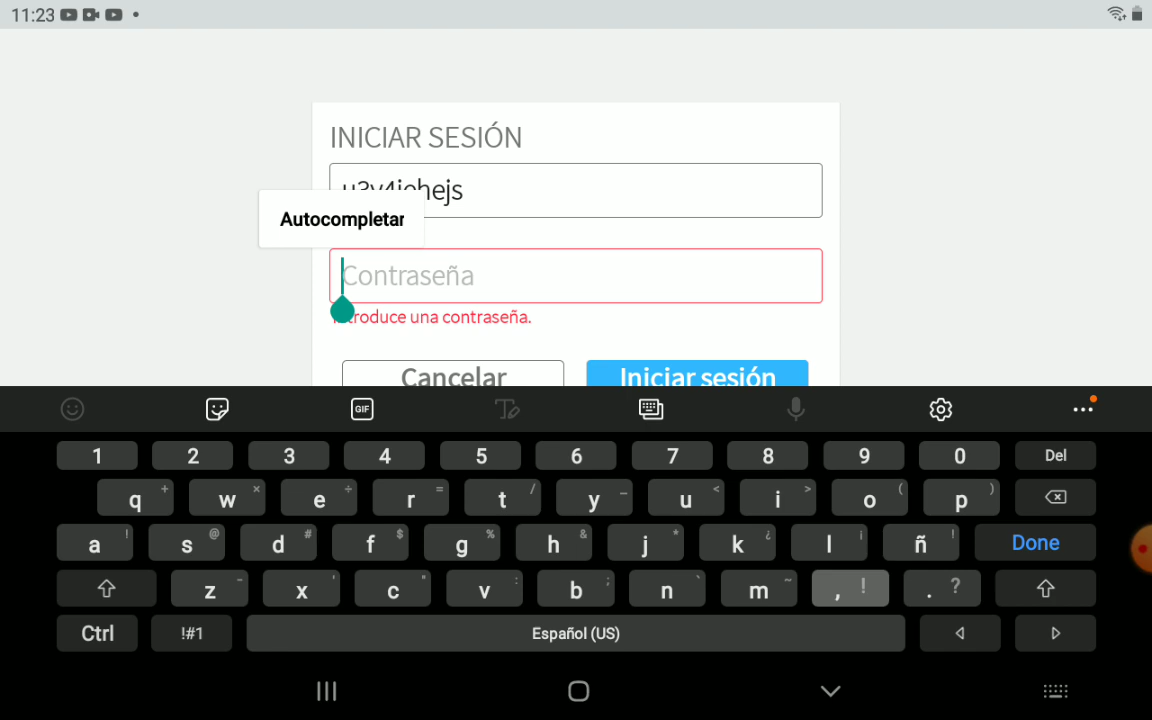 11:23
INICIAR SESIÓN
Autocompletar
Contraseña
troduce una contraseña.
Cancelar Iniciar sesión
GIF
1 2 3 4 5 6 7 8 9 0 Del
q w e r t y u i o p
a s d f g h j k l ñ Done
z x c v b n m , ! . ?
Ctrl !#1 Español (US)